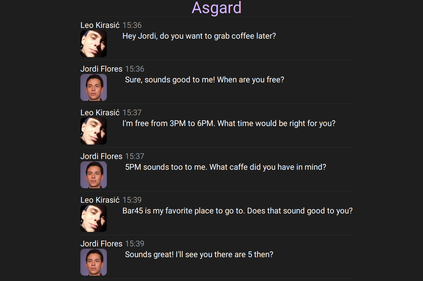 Asgard
Leo Kirasić 15:36
Hey Jordi, do you want to grab coffee later?
Jordi Flores 15:36
Sure, sounds good to me! When are you free?
Leo Kirasić 15:37
I'm free from 3PM to 6PM. What time would be right for you?
Jordi Flores 15:37
5PM sounds too to me. What caffe did you have in mind?
Leo Kirasić 15:39
Bar45 is my favorite place to go to. Does that sound good to you?
Jordi Flores 15:39
Sounds great! I'll see you there are 5 then?